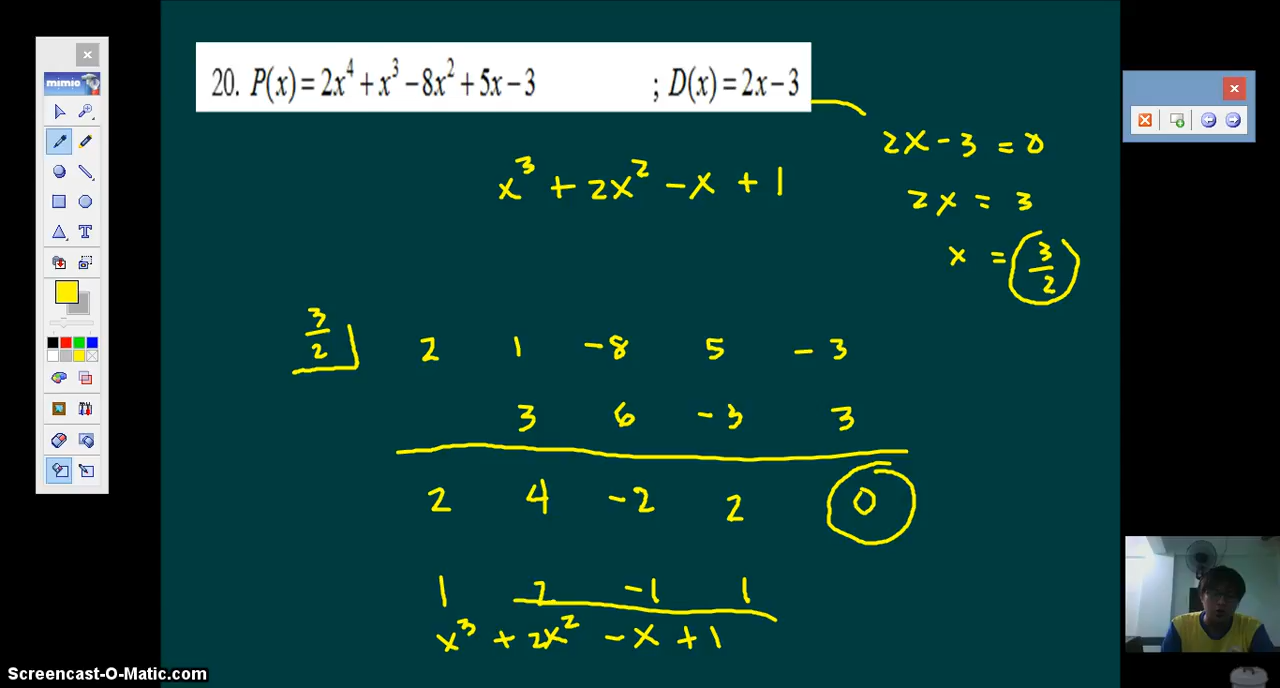 mimio
20. P(x) = 2x⁴ + x³ − 8x² + 5x − 3 ; D(x) = 2x − 3
2x − 3 = 0
x³ + 2x² − x + 1
2x = 3
x = 3/2
3/2 2 1 −8 5 −3
3 6 −3 3
2 4 −2 2 0
1 2 −1 1
x³ + 2x² − x + 1
Screencast-O-Matic.com